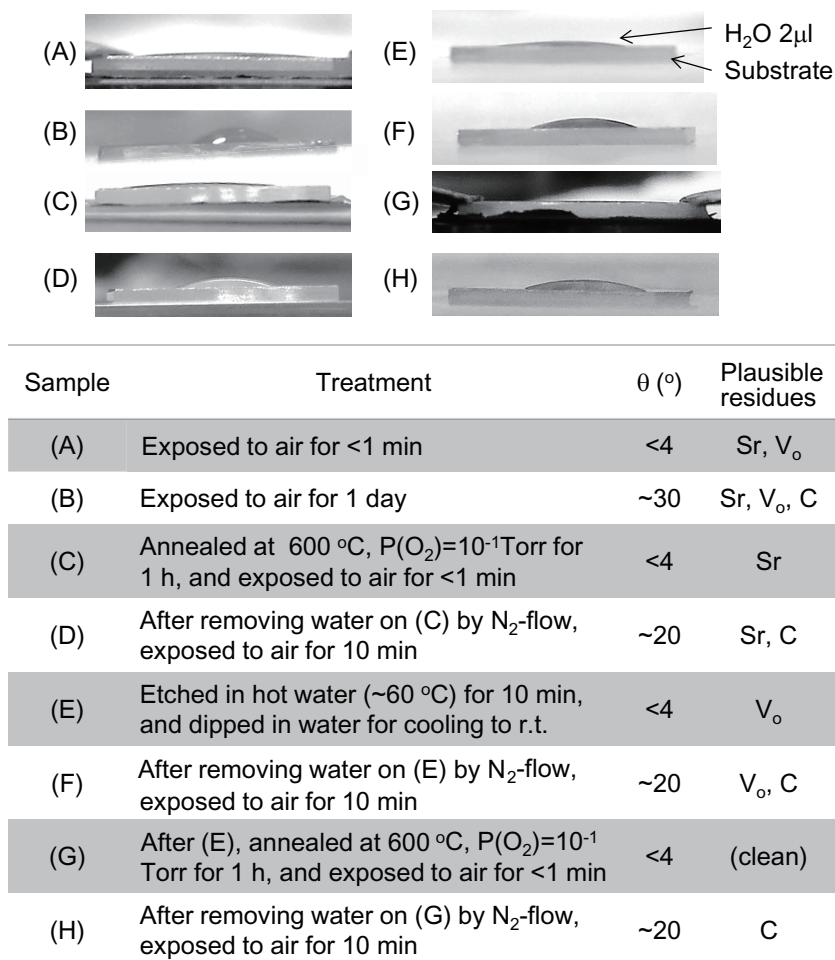 (A)
(E)
H₂O 2μl
Substrate
(B)
(F)
(C)
(G)
(D)
(H)
Sample Treatment θ (°) Plausible residues
(A) Exposed to air for <1 min <4 Sr, Vₒ
(B) Exposed to air for 1 day ~30 Sr, Vₒ, C
(C) Annealed at 600 °C, P(O₂)=10⁻¹Torr for
1 h, and exposed to air for <1 min <4 Sr
(D) After removing water on (C) by N₂-flow,
exposed to air for 10 min ~20 Sr, C
(E) Etched in hot water (~60 °C) for 10 min,
and dipped in water for cooling to r.t. <4 Vₒ
(F) After removing water on (E) by N₂-flow,
exposed to air for 10 min ~20 Vₒ, C
(G) After (E), annealed at 600 °C, P(O₂)=10⁻¹
Torr for 1 h, and exposed to air for <1 min <4 (clean)
(H) After removing water on (G) by N₂-flow,
exposed to air for 10 min ~20 C